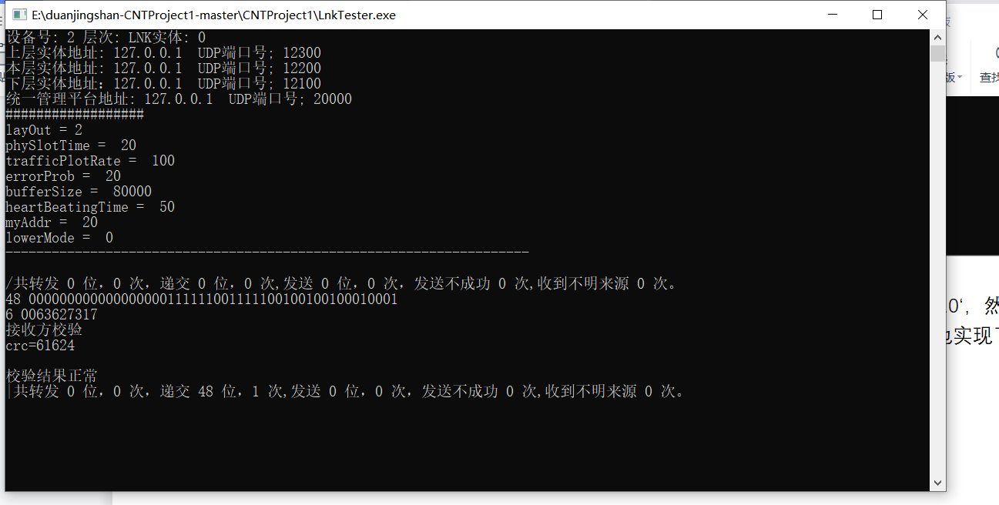 E:\duanjingshan-CNTProject1-master\CNTProject1\LnkTester.exe
设备号: 2 层次: LNK实体: 0
上层实体地址: 127.0.0.1  UDP端口号; 12300
本层实体地址: 127.0.0.1  UDP端口号; 12200
下层实体地址: 127.0.0.1  UDP端口号; 12100
统一管理平台地址: 127.0.0.1  UDP端口号; 20000
##################
layOut = 2
phySlotTime =  20
trafficPlotRate =  100
errorProb =  20
bufferSize =  80000
heartBeatingTime =  50
myAddr =  20
lowerMode =  0
--------------------------------------------------------------------
/共转发 0 位，0 次，递交 0 位，0 次,发送 0 位，0 次，发送不成功 0 次,收到不明来源 0 次。
48 000000000000000000111111001111100100100100010001
6 0063627317
接收方校验
crc=61624
校验结果正常
|共转发 0 位，0 次，递交 48 位，1 次,发送 0 位，0 次，发送不成功 0 次,收到不明来源 0 次。
版
查找
0‘，然
也实现了